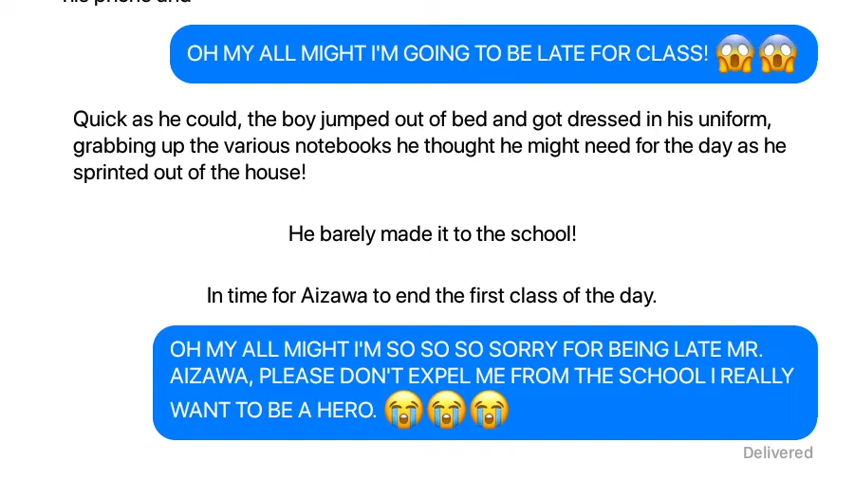 OH MY ALL MIGHT I'M GOING TO BE LATE FOR CLASS! 😱😱
Quick as he could, the boy jumped out of bed and got dressed in his uniform,
grabbing up the various notebooks he thought he might need for the day as he
sprinted out of the house!
He barely made it to the school!
In time for Aizawa to end the first class of the day.
OH MY ALL MIGHT I'M SO SO SO SORRY FOR BEING LATE MR.
AIZAWA, PLEASE DON'T EXPEL ME FROM THE SCHOOL I REALLY
WANT TO BE A HERO. 😭😭😭
Delivered